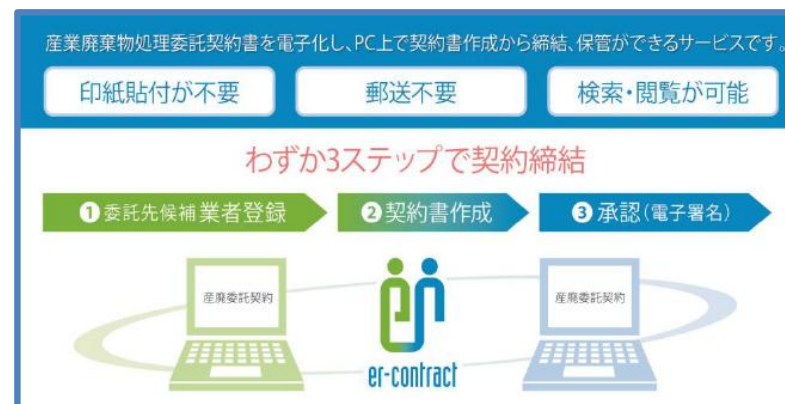 産業廃棄物処理委託契約書を電子化し、PC上で契約書作成から締結、保管ができるサービスです。
印紙貼付が不要
郵送不要
検索・閲覧が可能
わずか3ステップで契約締結
1 委託先候補業者登録
2 契約書作成
3 承認(電子署名)
産廃委託契約
産廃委託契約
er-contract